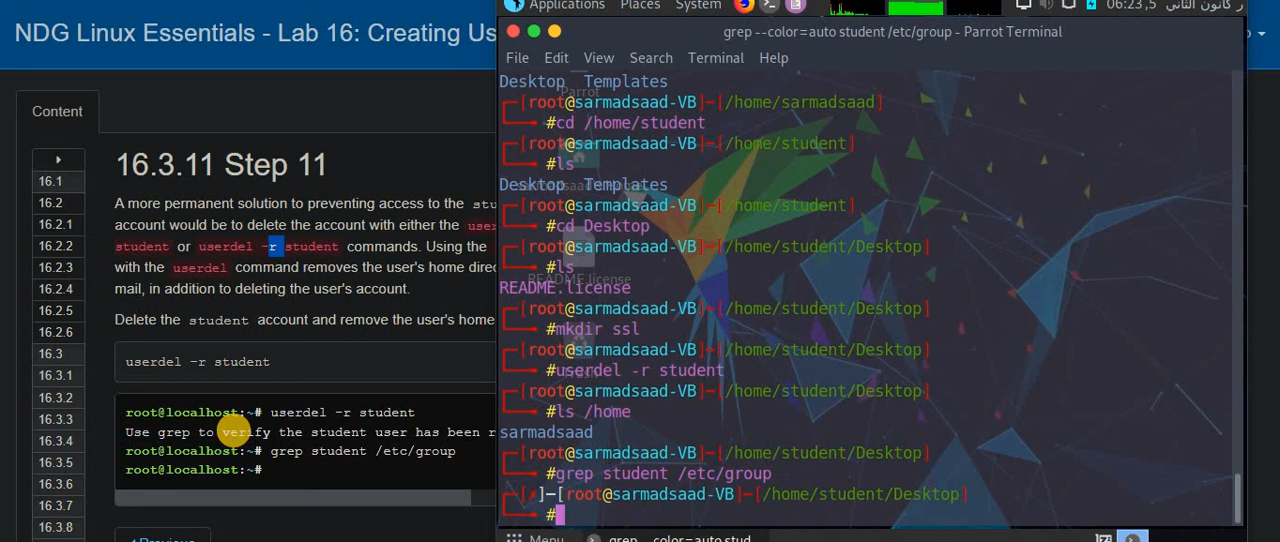 NDG Linux Essentials - Lab 16: Creating Us
Content
16.1
16.2
16.2.1
16.2.2
16.2.3
16.2.4
16.2.5
16.2.6
16.3
16.3.1
16.3.2
16.3.3
16.3.4
16.3.5
16.3.6
16.3.7
16.3.8
16.3.11 Step 11
A more permanent solution to preventing access to the stu
account would be to delete the account with either the user
student or userdel -r student commands. Using the
with the userdel command removes the user's home direc
mail, in addition to deleting the user's account.
Delete the student account and remove the user's home
userdel -r student
root@localhost:~# userdel -r student
Use grep to verify the student user has been r
root@localhost:~# grep student /etc/group
root@localhost:~#
Previous
Applications Places System
ر كانون الثاني 5, 06:23
grep --color=auto student /etc/group - Parrot Terminal
File Edit View Search Terminal Help
Parrot
README.license
Desktop Templates
┌─[root@sarmadsaad-VB]─[/home/sarmadsaad]
└──╼ #cd /home/student
┌─[root@sarmadsaad-VB]─[/home/student]
└──╼ #ls
Desktop Templates
┌─[root@sarmadsaad-VB]─[/home/student]
└──╼ #cd Desktop
┌─[root@sarmadsaad-VB]─[/home/student/Desktop]
└──╼ #ls
README.license
┌─[root@sarmadsaad-VB]─[/home/student/Desktop]
└──╼ #mkdir ssl
┌─[root@sarmadsaad-VB]─[/home/student/Desktop]
└──╼ #userdel -r student
┌─[root@sarmadsaad-VB]─[/home/student/Desktop]
└──╼ #ls /home
sarmadsaad
┌─[root@sarmadsaad-VB]─[/home/student/Desktop]
└──╼ #grep student /etc/group
┌─[✗]─[root@sarmadsaad-VB]─[/home/student/Desktop]
└──╼ #
Menu grep --color=auto stud